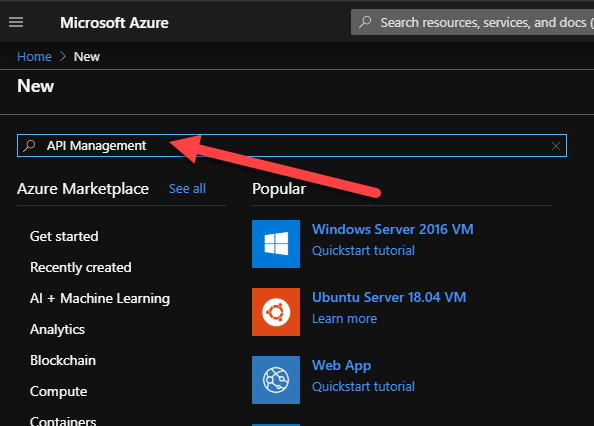 Microsoft Azure
Search resources, services, and docs (
Home > New
New
API Management
Azure Marketplace See all
Popular
Get started
Recently created
AI + Machine Learning
Analytics
Blockchain
Compute
Containers
Windows Server 2016 VM
Quickstart tutorial
Ubuntu Server 18.04 VM
Learn more
Web App
Quickstart tutorial